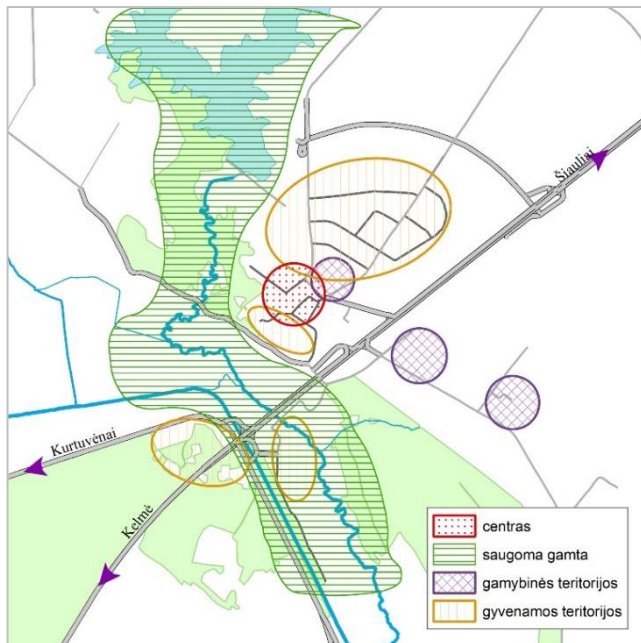 Šiauliai
Kurtuvėnai
Kelmė
centras
saugoma gamta
gamybinės teritorijos
gyvenamos teritorijos